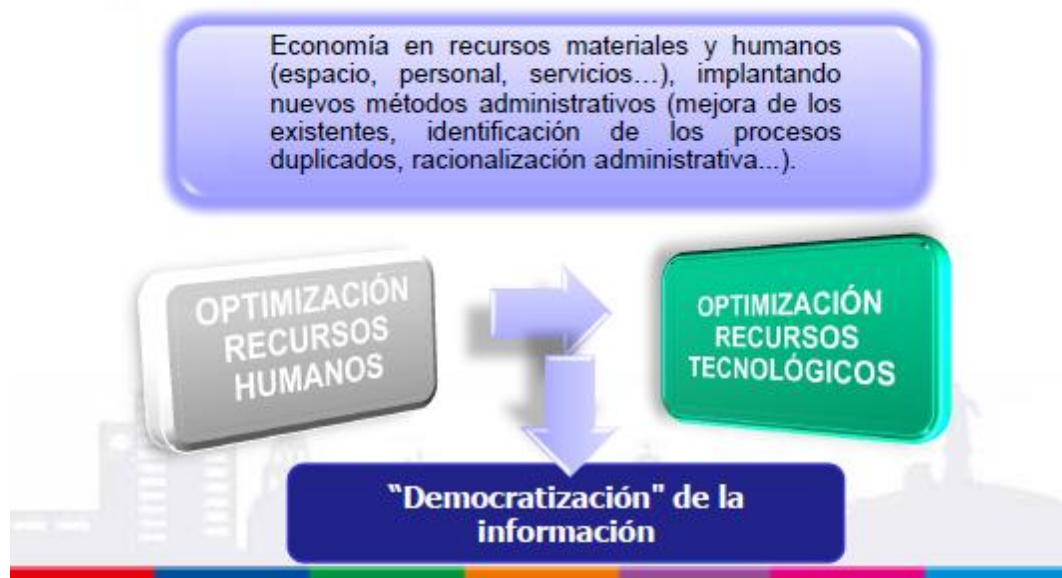 Economía en recursos materiales y humanos
(espacio, personal, servicios...), implantando
nuevos métodos administrativos (mejora de los
existentes, identificación de los procesos
duplicados, racionalización administrativa...).
OPTIMIZACIÓN
RECURSOS
HUMANOS
OPTIMIZACIÓN
RECURSOS
TECNOLÓGICOS
“Democratización" de la
información